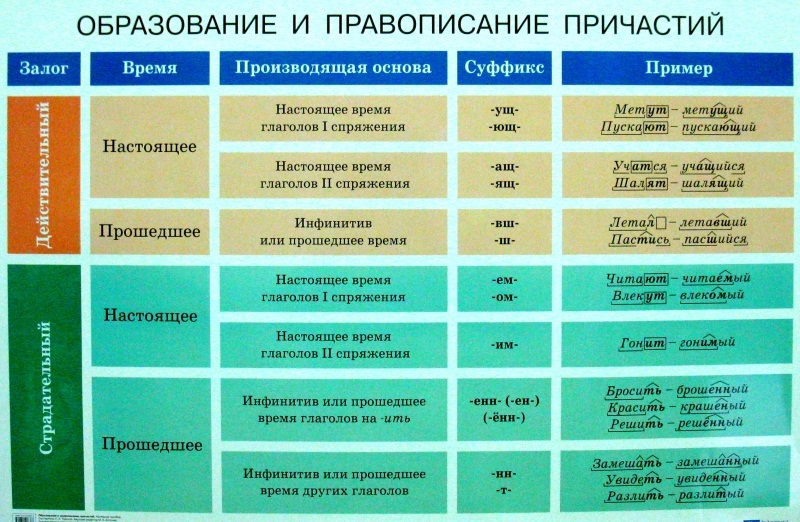 ОБРАЗОВАНИЕ И ПРАВОПИСАНИЕ ПРИЧАСТИЙ
Залог Время Производящая основа Суффикс Пример
Действительный
Настоящее
Настоящее время
глаголов I спряжения
-ущ-
-ющ-
Метут – метущий
Пускают – пускающий
Настоящее время
глаголов II спряжения
-ащ-
-ящ-
Учатся – учащийся
Шалят – шалящий
Прошедшее
Инфинитив
или прошедшее время
-вш-
-ш-
Летал – летавший
Пастись – пасшийся
Страдательный
Настоящее
Настоящее время
глаголов I спряжения
-ем-
-ом-
Читают – читаемый
Влекут – влекомый
Настоящее время
глаголов II спряжения
-им-
Гонит – гонимый
Прошедшее
Инфинитив или прошедшее
время глаголов на -ить
-енн- (-ен-)
(-ённ-)
Бросить – брошенный
Красить – крашеный
Решить – решённый
Инфинитив или прошедшее
время других глаголов
-нн-
-т-
Замешать – замешанный
Увидеть – увиденный
Разлить – разлитый